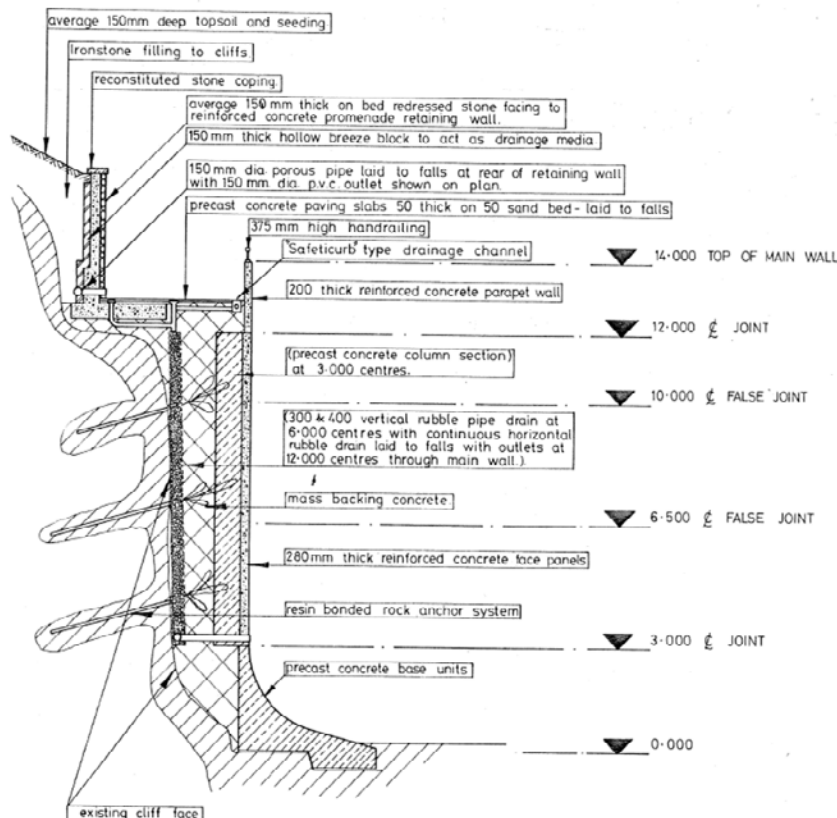 average 150mm deep topsoil and seeding
Ironstone filling to cliffs.
reconstituted stone coping.
average 150 mm thick on bed redressed stone facing to
reinforced concrete promenade retaining wall.
150 mm thick hollow breeze block to act as drainage media
150 mm dia. porous pipe laid to falls at rear of retaining wall
with 150 mm dia. p.v.c. outlet shown on plan.
precast concrete paving slabs 50 thick on 50 sand bed - laid to falls
375 mm high handrailing
"Safeticurb" type drainage channel
14·000 TOP OF MAIN WALL
200 thick reinforced concrete parapet wall
12·000 ℄ JOINT
(precast concrete column section)
at 3·000 centres.
10·000 ℄ FALSE JOINT
(300 & 400 vertical rubble pipe drain at
6·000 centres with continuous horizontal
rubble drain laid to falls with outlets at
12·000 centres through main wall.)
mass backing concrete
6·500 ℄ FALSE JOINT
280mm thick reinforced concrete face panels
resin bonded rock anchor system
3·000 ℄ JOINT
precast concrete base units
0·000
existing cliff face